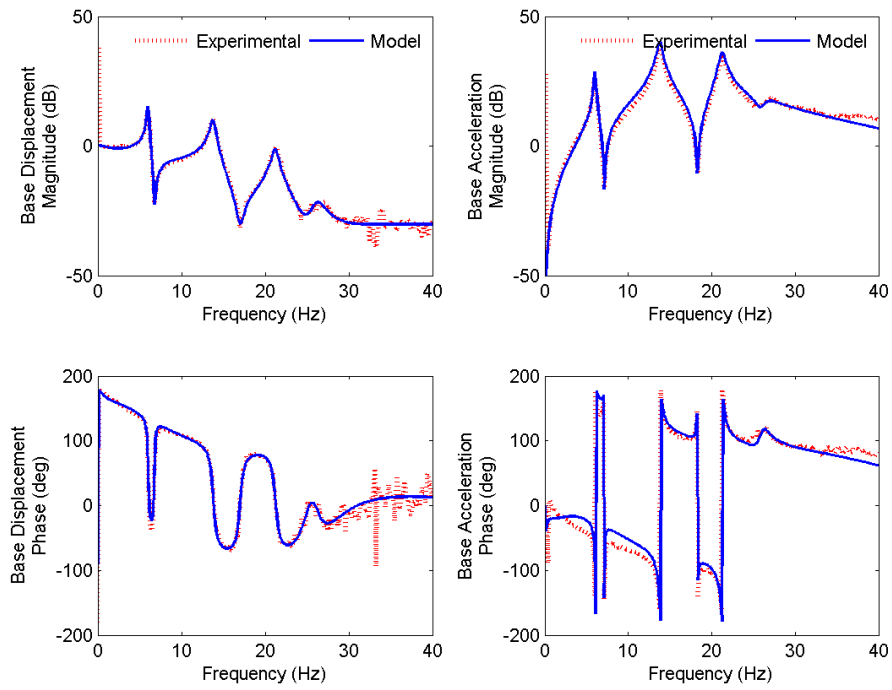 Experimental Model
50
0
-50
0 10 20 30 40
Base Displacement
Magnitude (dB)
Frequency (Hz)
Experimental Model
50
0
-50
0 10 20 30 40
Base Acceleration
Magnitude (dB)
Frequency (Hz)
200
100
0
-100
-200
0 10 20 30 40
Base Displacement
Phase (deg)
Frequency (Hz)
200
100
0
-100
-200
0 10 20 30 40
Base Acceleration
Phase (deg)
Frequency (Hz)